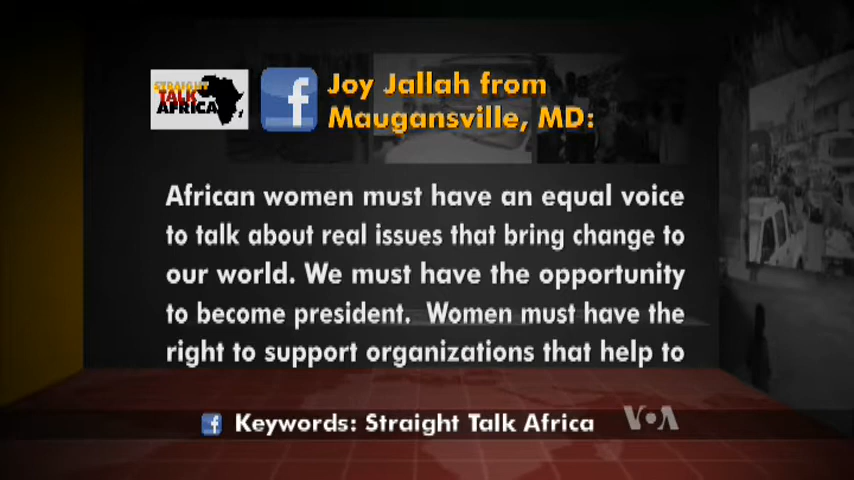 STRAIGHT
TALK
AFRICA
f
Joy Jallah from
Maugansville, MD:
African women must have an equal voice
to talk about real issues that bring change to
our world. We must have the opportunity
to become president.  Women must have the
right to support organizations that help to
f
Keywords: Straight Talk Africa
VOA